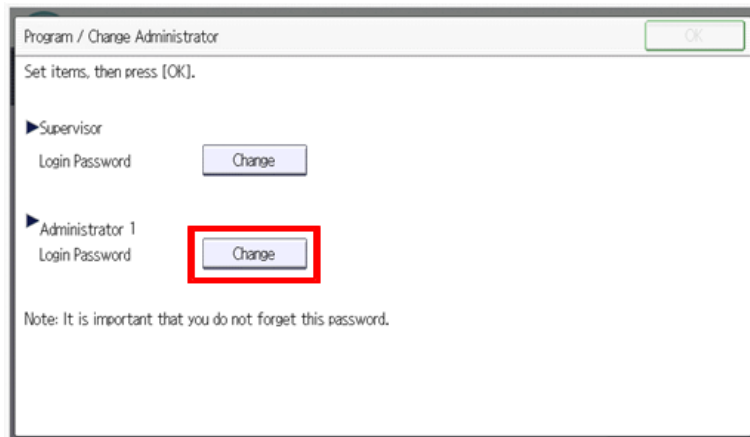 Program / Change Administrator
OK
Set items, then press [OK].
Supervisor
Login Password Change
Administrator 1
Login Password Change
Note: It is important that you do not forget this password.